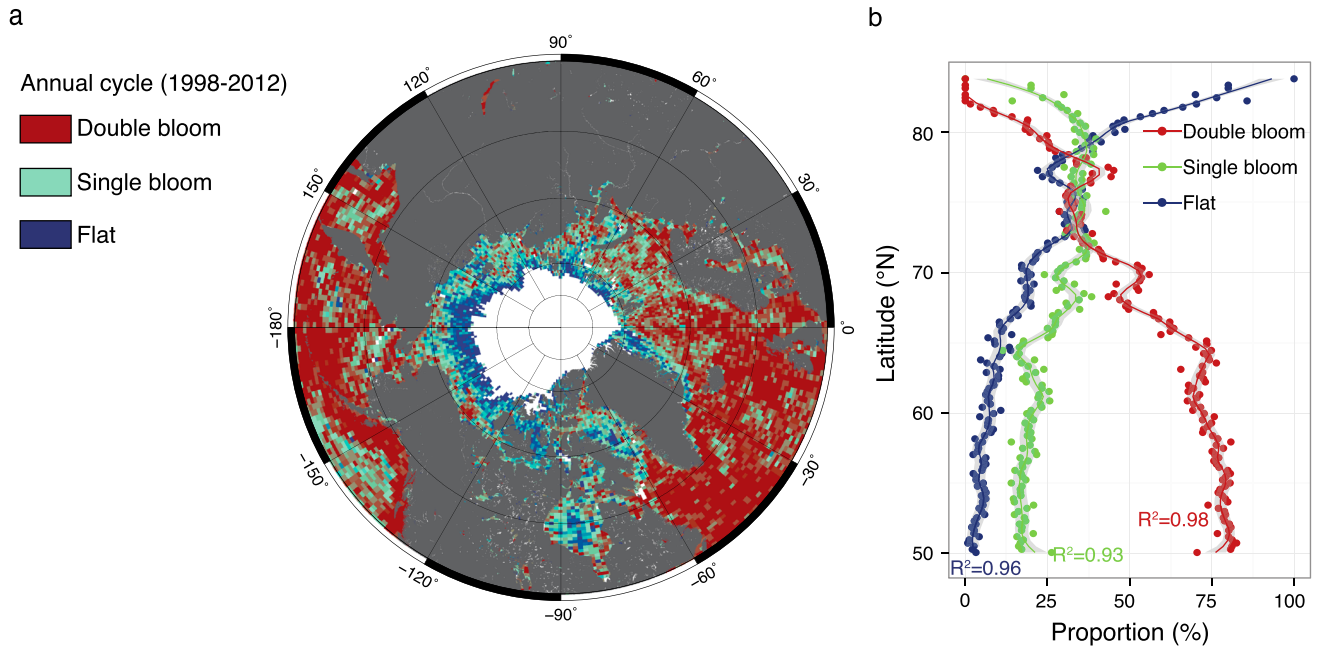 a
Annual cycle (1998-2012)
Double bloom
Single bloom
Flat
90°
60°
30°
0°
−30°
−60°
−90°
−120°
−150°
−180°
150°
120°
b
Latitude (°N)
80
70
60
50
Double bloom
Single bloom
Flat
R²=0.98
R²=0.93
R²=0.96
0 25 50 75 100
Proportion (%)